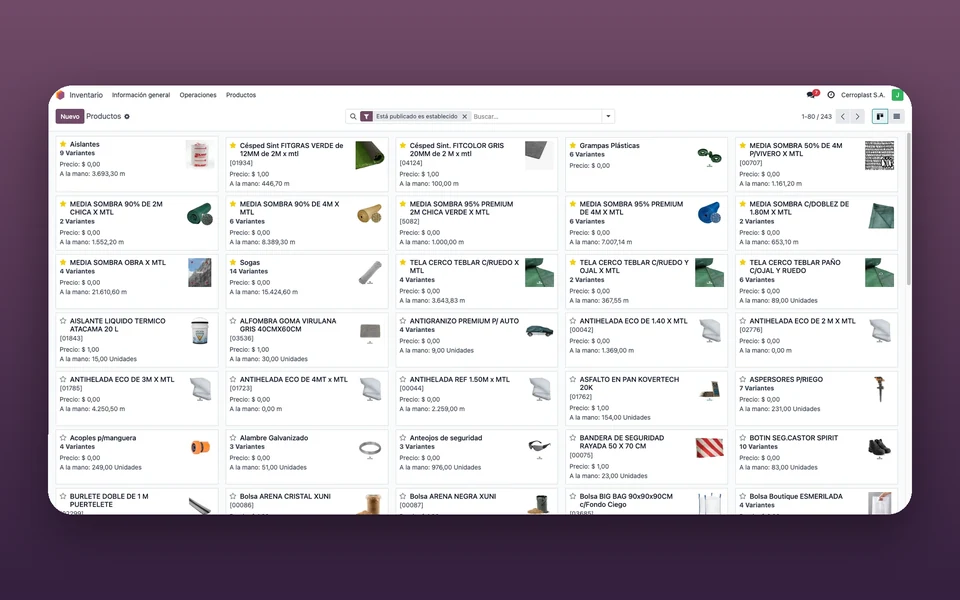 Inventario Información general Operaciones Productos
7 Cerroplast S.A. J
Nuevo Productos Está publicado es establecido Buscar... 1-80 / 243
Aislantes
9 Variantes
Precio: $ 0,00
A la mano: 3.693,30 m
Césped Sint FITGRAS VERDE de
12MM de 2M x mtl
[01934]
Precio: $ 1,00
A la mano: 446,70 m
Césped Sint. FITCOLOR GRIS
20MM de 2 M x mtl
[04124]
Precio: $ 1,00
A la mano: 100,00 m
Grampas Plásticas
6 Variantes
Precio: $ 0,00
MEDIA SOMBRA 50% DE 4M
P/VIVERO X MTL
[00707]
Precio: $ 0,00
A la mano: 1.161,20 m
MEDIA SOMBRA 90% DE 2M
CHICA X MTL
2 Variantes
Precio: $ 0,00
A la mano: 1.552,20 m
MEDIA SOMBRA 90% DE 4M X
MTL
6 Variantes
Precio: $ 0,00
A la mano: 8.389,30 m
MEDIA SOMBRA 95% PREMIUM
2M CHICA VERDE X MTL
[5082]
Precio: $ 0,00
A la mano: 1.000,00 m
MEDIA SOMBRA 95% PREMIUM
DE 4M X MTL
6 Variantes
Precio: $ 0,00
A la mano: 7.007,14 m
MEDIA SOMBRA C/DOBLEZ DE
1.80M X MTL
2 Variantes
Precio: $ 0,00
A la mano: 653,10 m
MEDIA SOMBRA OBRA X MTL
4 Variantes
Precio: $ 0,00
A la mano: 21.610,60 m
Sogas
14 Variantes
Precio: $ 0,00
A la mano: 15.424,60 m
TELA CERCO TEBLAR C/RUEDO X
MTL
4 Variantes
Precio: $ 0,00
A la mano: 3.643,83 m
TELA CERCO TEBLAR C/RUEDO Y
OJAL X MTL
2 Variantes
Precio: $ 0,00
A la mano: 367,55 m
TELA CERCO TEBLAR PAÑO
C/OJAL Y RUEDO
6 Variantes
Precio: $ 0,00
A la mano: 89,00 Unidades
AISLANTE LIQUIDO TERMICO
ATACAMA 20 L
[01843]
Precio: $ 1,00
A la mano: 15,00 Unidades
ALFOMBRA GOMA VIRULANA
GRIS 40CMX60CM
[03536]
Precio: $ 1,00
A la mano: 30,00 Unidades
ANTIGRANIZO PREMIUM P/ AUTO
4 Variantes
Precio: $ 0,00
A la mano: 9,00 Unidades
ANTIHELADA ECO DE 1.40 X MTL
[00042]
Precio: $ 0,00
A la mano: 1.369,00 m
ANTIHELADA ECO DE 2 M X MTL
[02776]
Precio: $ 0,00
A la mano: 0,00 m
ANTIHELADA ECO DE 3M X MTL
[01785]
Precio: $ 0,00
A la mano: 4.250,50 m
ANTIHELADA ECO DE 4MT x MTL
[01723]
Precio: $ 0,00
A la mano: 0,00 m
ANTIHELADA REF 1.50M x MTL
[00044]
Precio: $ 0,00
A la mano: 2.259,00 m
ASFALTO EN PAN KOVERTECH
20K
[01762]
Precio: $ 1,00
A la mano: 154,00 Unidades
ASPERSORES P/RIEGO
7 Variantes
Precio: $ 0,00
A la mano: 231,00 Unidades
Acoples p/manguera
4 Variantes
Precio: $ 0,00
A la mano: 249,00 Unidades
Alambre Galvanizado
3 Variantes
Precio: $ 0,00
A la mano: 51,00 Unidades
Anteojos de seguridad
3 Variantes
Precio: $ 0,00
A la mano: 976,00 Unidades
BANDERA DE SEGURIDAD
RAYADA 50 X 70 CM
[00075]
Precio: $ 1,00
A la mano: 23,00 Unidades
BOTIN SEG.CASTOR SPIRIT
10 Variantes
Precio: $ 0,00
A la mano: 83,00 Unidades
BURLETE DOBLE DE 1 M
PUERTELETE
[02299]
Bolsa ARENA CRISTAL XUNI
[00086]
Bolsa ARENA NEGRA XUNI
[00087]
Bolsa BIG BAG 90x90x90CM
c/Fondo Ciego
[03685]
Bolsa Boutique ESMERILADA
4 Variantes